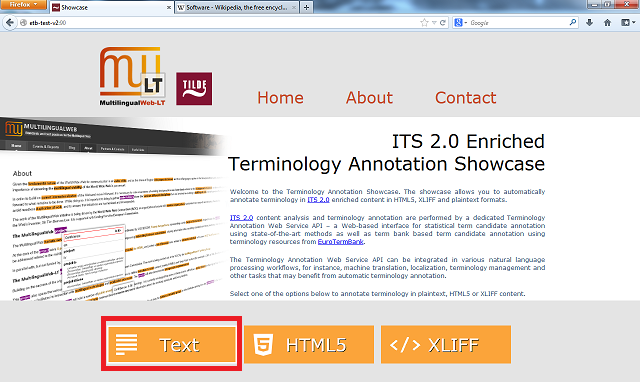 Firefox
Showcase
Software - Wikipedia, the free encycl...
etb-test-v2:90
Google
MultilingualWeb-LT
TILDE
Home About Contact
MULTILINGUALWEB
About
ITS 2.0 Enriched
Terminology Annotation Showcase
Welcome to the Terminology Annotation Showcase. The showcase allows you to automatically
annotate terminology in ITS 2.0 enriched content in HTML5, XLIFF and plaintext formats.
ITS 2.0 content analysis and terminology annotation are performed by a dedicated Terminology
Annotation Web Service API – a Web-based interface for statistical term candidate annotation
using state-of-the-art methods as well as term bank based term candidate annotation using
terminology resources from EuroTermBank.
The Terminology Annotation Web Service API can be integrated in various natural language
processing workflows, for instance, machine translation, localization, terminology management and
other tasks that may benefit from automatic terminology annotation.
Select one of the options below to annotate terminology in plaintext, HTML5 or XLIFF content.
Text
HTML5
XLIFF